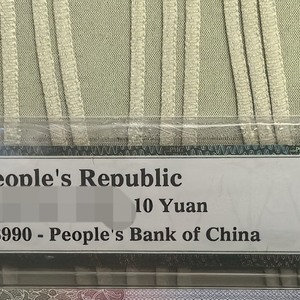 eople's Republic
10 Yuan
990 - People's Bank of China